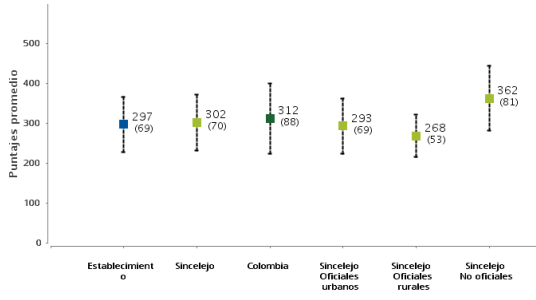 Puntajes promedio
500
400
300
200
100
0
297
(69)
302
(70)
312
(88)
293
(69)
268
(53)
362
(81)
Establecimient
o
Sincelejo
Colombia
Sincelejo
Oficiales
urbanos
Sincelejo
Oficiales
rurales
Sincelejo
No oficiales